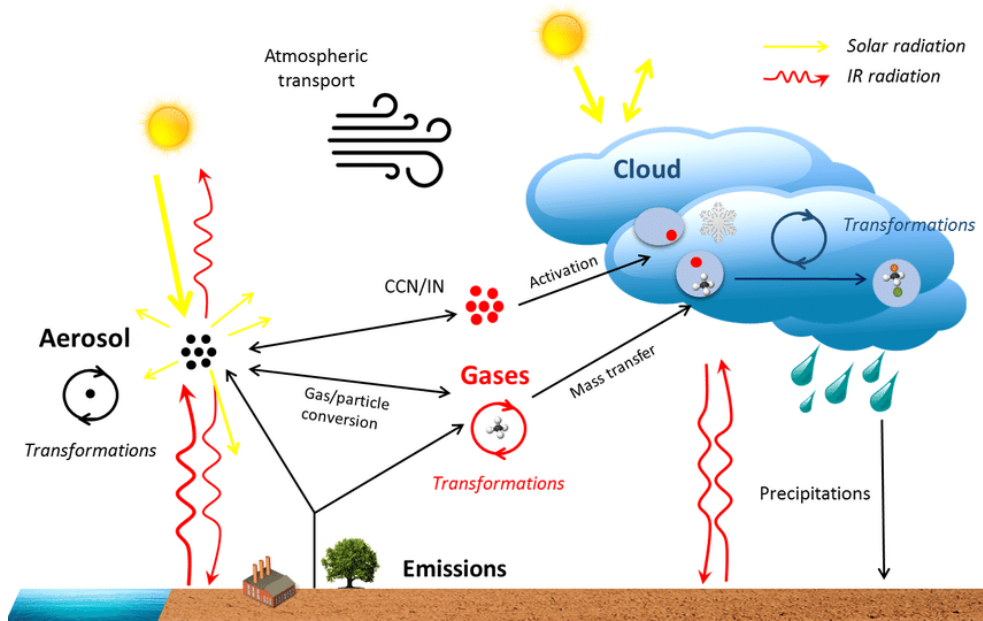 Atmospheric
transport
Solar radiation
IR radiation
Cloud
Transformations
CCN/IN
Activation
Aerosol
Gases
Mass transfer
Gas/particle
conversion
Transformations
Transformations
Precipitations
Emissions